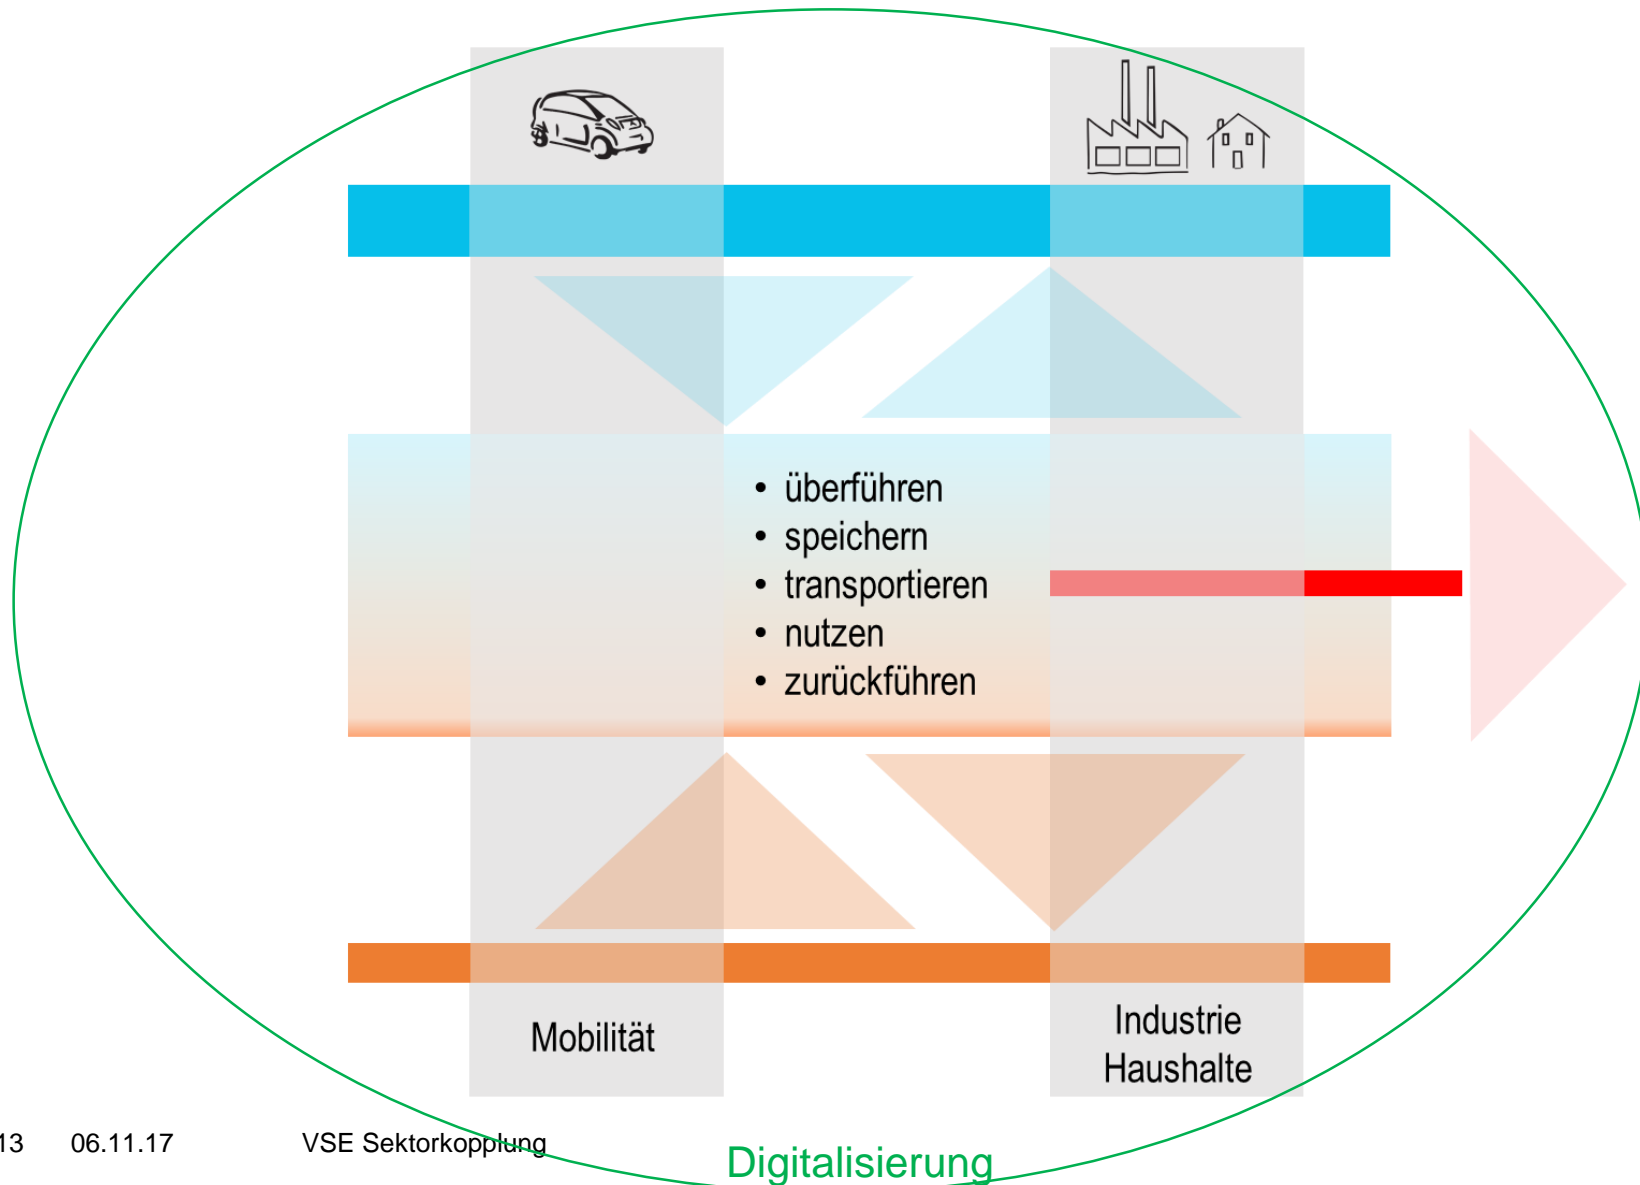 • überführen
• speichern
• transportieren
• nutzen
• zurückführen
Mobilität
Industrie
Haushalte
13 06.11.17 VSE Sektorkopplung
Digitalisierung